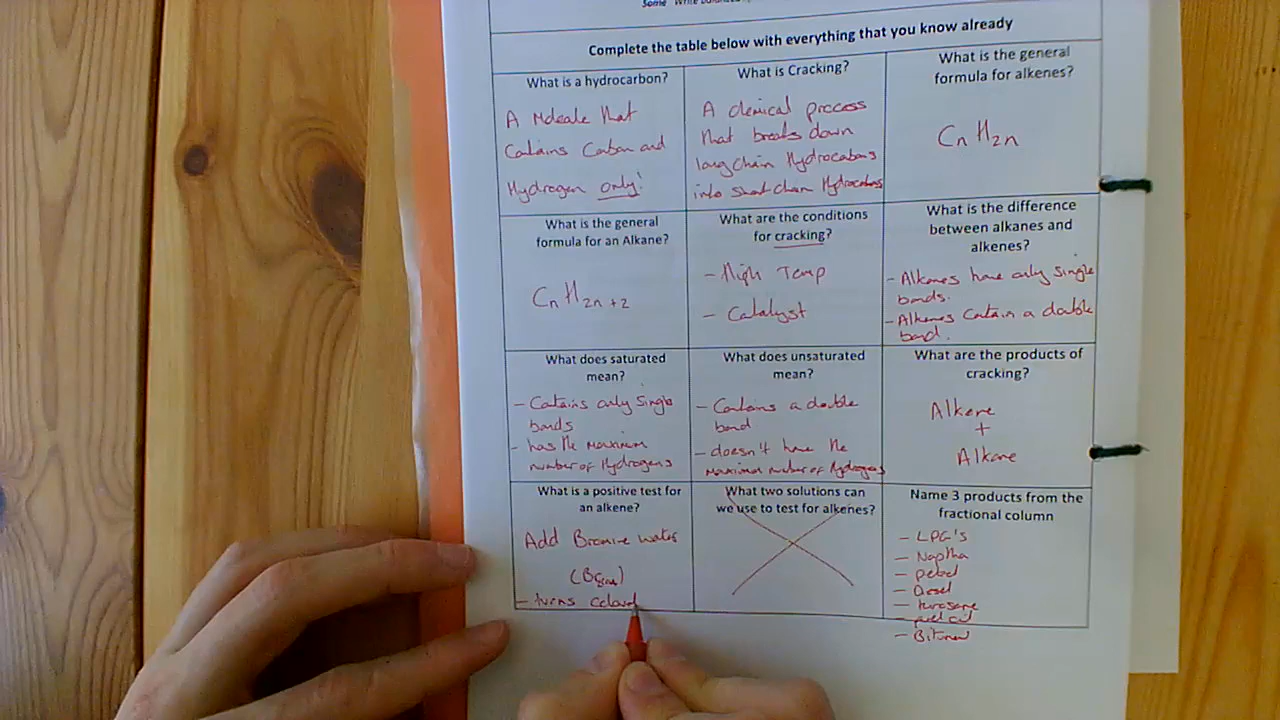 Some Write balanced
Complete the table below with everything that you know already
What is a hydrocarbon?
A Molecule that
Contains Carbon and
Hydrogen only!
What is Cracking?
A chemical process
that breaks down
long chain Hydrocarbons
into short chain Hydrocarbons
What is the general
formula for alkenes?
CnH2n
What is the general
formula for an Alkane?
CnH2n+2
What are the conditions
for cracking?
- High Temp
- Catalyst
What is the difference
between alkanes and
alkenes?
- Alkanes have only single
bonds.
- Alkenes Contain a double
bond.
What does saturated
mean?
- Contains only Single
bonds
- has the Maximum
number of Hydrogens
What does unsaturated
mean?
- Contains a double
bond
- doesn't have the
Maximum number of Hydrogens
What are the products of
cracking?
Alkene
+
Alkane
What is a positive test for
an alkene?
Add Bromine water
- turns
What two solutions can
we use to test for alkenes?
Name 3 products from the
fractional column
- LPG's
- Naptha
- petrol
- Diesel
- kerosene
- fuel oil
- Bitumen